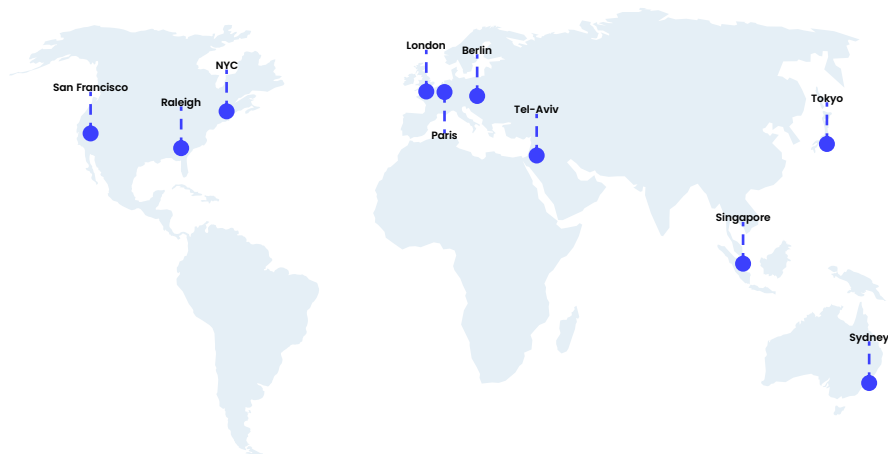 London
Berlin
NYC
San Francisco
Raleigh
Tokyo
Tel-Aviv
Paris
Singapore
Sydney